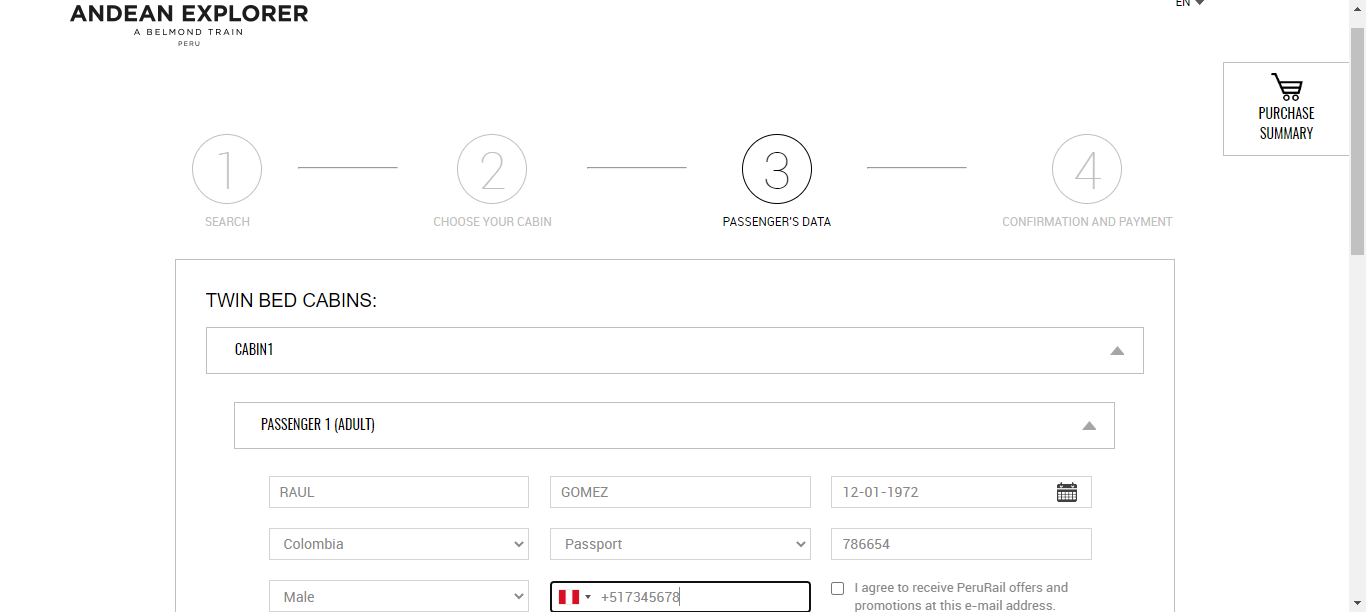 EN
ANDEAN EXPLORER
A BELMOND TRAIN
PERU
PURCHASE
SUMMARY
1
2
3
4
SEARCH
CHOOSE YOUR CABIN
PASSENGER'S DATA
CONFIRMATION AND PAYMENT
TWIN BED CABINS:
CABIN1
PASSENGER 1 (ADULT)
RAUL
GOMEZ
12-01-1972
Colombia
Passport
786654
Male
+517345678
I agree to receive PeruRail offers and
promotions at this e-mail address.